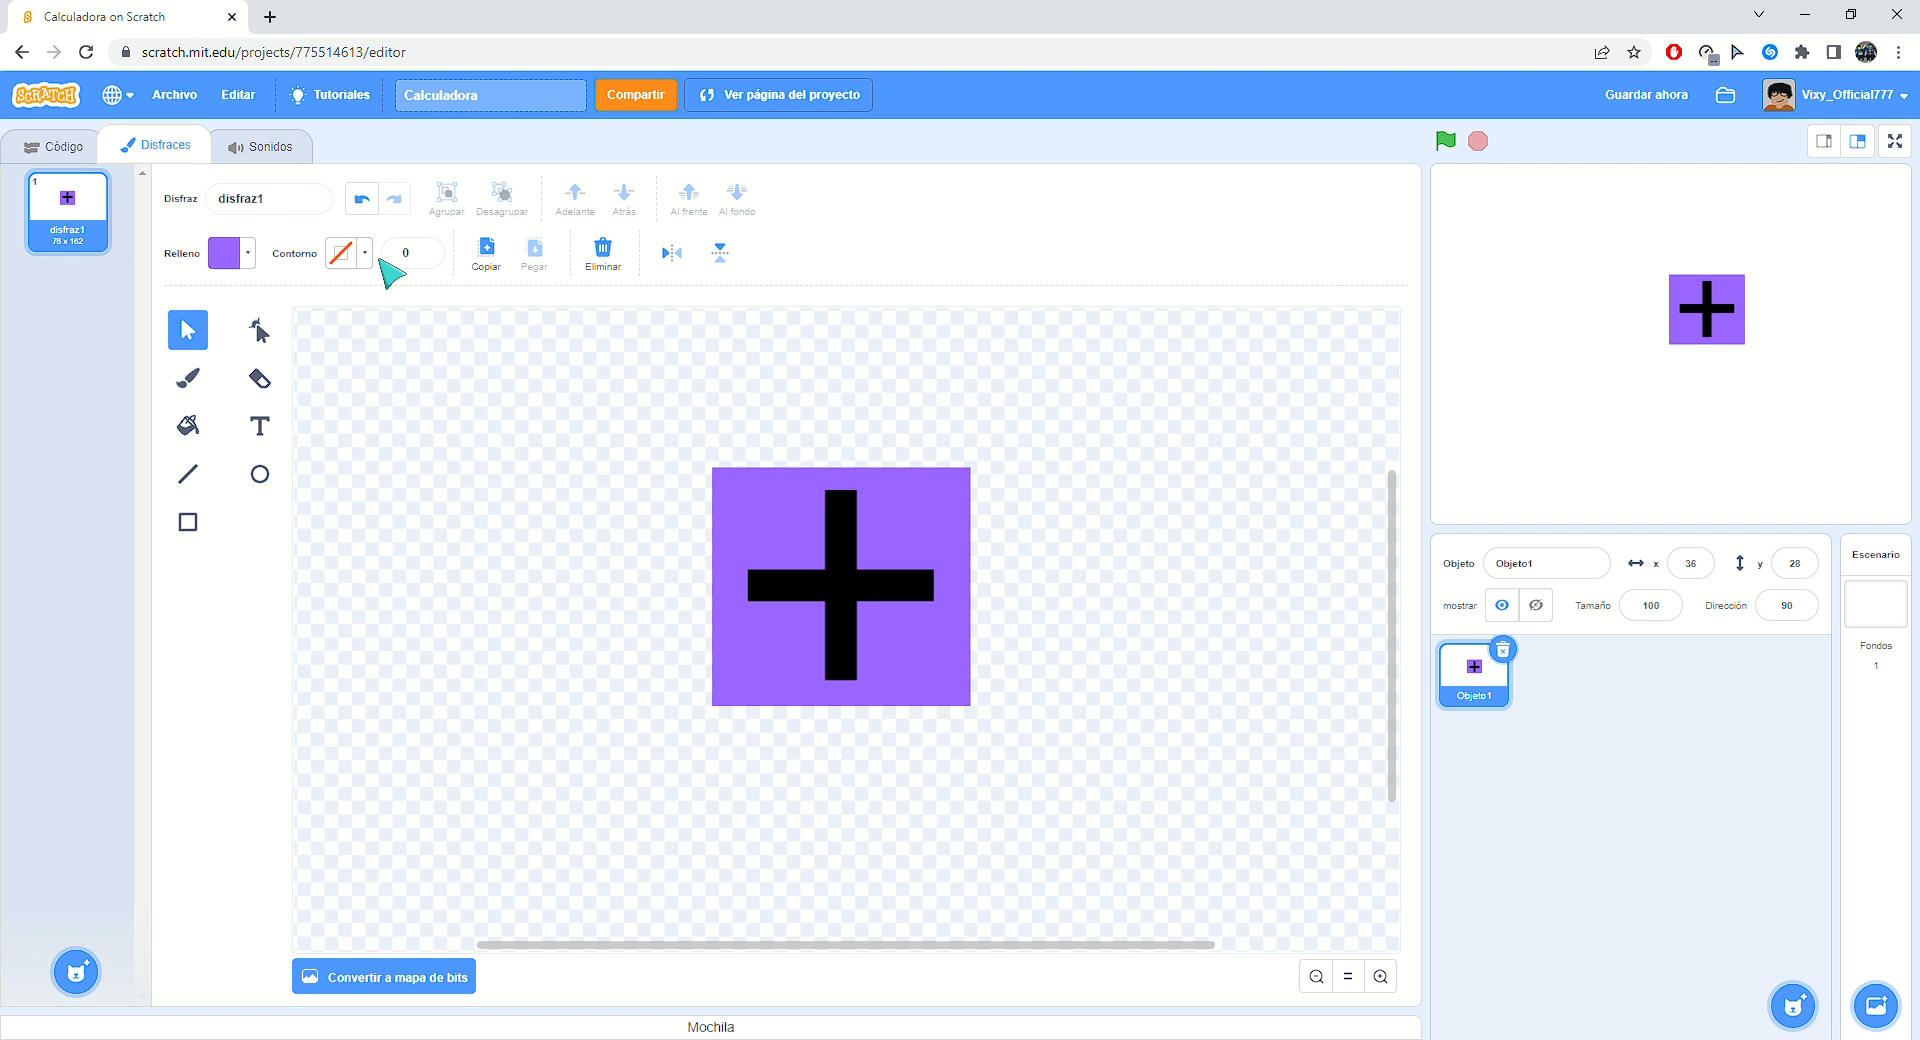 Calculadora on Scratch
scratch.mit.edu/projects/775514613/editor
SCRATCH
Archivo
Editar
Tutoriales
Calculadora
Compartir
Ver página del proyecto
Guardar ahora
Vixy_Official777
Código
Disfraces
Sonidos
1
disfraz1
78 x 162
Disfraz
disfraz1
Agrupar
Desagrupar
Adelante
Atrás
Al frente
Al fondo
Relleno
Contorno
0
Copiar
Pegar
Eliminar
T
Convertir a mapa de bits
Mochila
Objeto
Objeto1
x
36
y
28
mostrar
Tamaño
100
Dirección
90
Objeto1
Escenario
Fondos
1